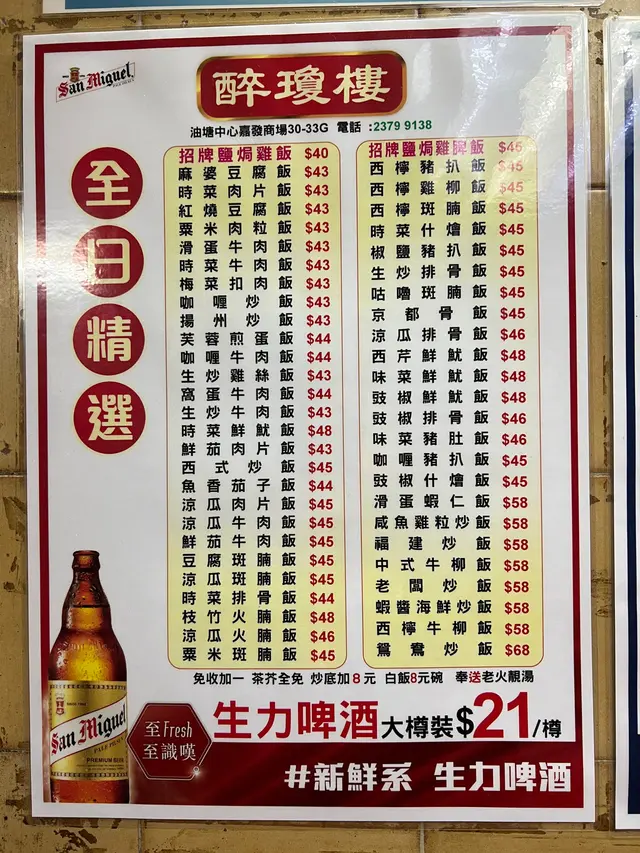 San Miguel
醉瓊樓
油塘中心嘉發商場30-33G 電話:2379 9138
全日精選
招牌鹽焗雞飯 $40
麻婆豆腐飯 $43
時菜肉片飯 $43
紅燒豆腐飯 $43
粟米肉粒飯 $43
滑蛋牛肉飯 $43
時菜牛肉飯 $43
梅菜扣肉飯 $43
咖喱炒飯 $43
揚州炒飯 $43
芙蓉煎蛋飯 $44
咖喱牛肉飯 $44
生炒雞絲飯 $43
窩蛋牛肉飯 $44
生炒牛肉飯 $43
時菜鮮魷飯 $48
鮮茄肉片飯 $43
西式炒飯 $45
魚香茄子飯 $44
涼瓜肉片飯 $45
涼瓜牛肉飯 $45
鮮茄牛肉飯 $45
豆腐斑腩飯 $45
涼瓜斑腩飯 $45
時菜排骨飯 $44
枝竹火腩飯 $48
涼瓜火腩飯 $46
粟米斑腩飯 $45
招牌鹽焗雞脾飯 $46
西檸豬扒飯 $45
西檸雞柳飯 $45
西檸斑腩飯 $45
時菜什燴飯 $45
椒鹽豬扒飯 $45
生炒排骨飯 $45
咕嚕斑腩飯 $45
京都骨飯 $45
涼瓜排骨飯 $46
西芹鮮魷飯 $48
味菜鮮魷飯 $48
豉椒鮮魷飯 $48
豉椒排骨飯 $46
味菜豬肚飯 $46
咖喱豬扒飯 $45
豉椒什燴飯 $45
滑蛋蝦仁飯 $58
咸魚雞粒炒飯 $58
福建炒飯 $58
中式牛柳飯 $58
老闆炒飯 $58
蝦醬海鮮炒飯 $58
西檸牛柳飯 $58
鴛鴦炒飯 $68
免收加一 茶芥全免 炒底加8元 白飯8元碗 奉送老火靚湯
至Fresh
至識嘆
生力啤酒大樽裝$21/樽
#新鮮系 生力啤酒
San Miguel
PALE PILSEN
PREMIUM BEER